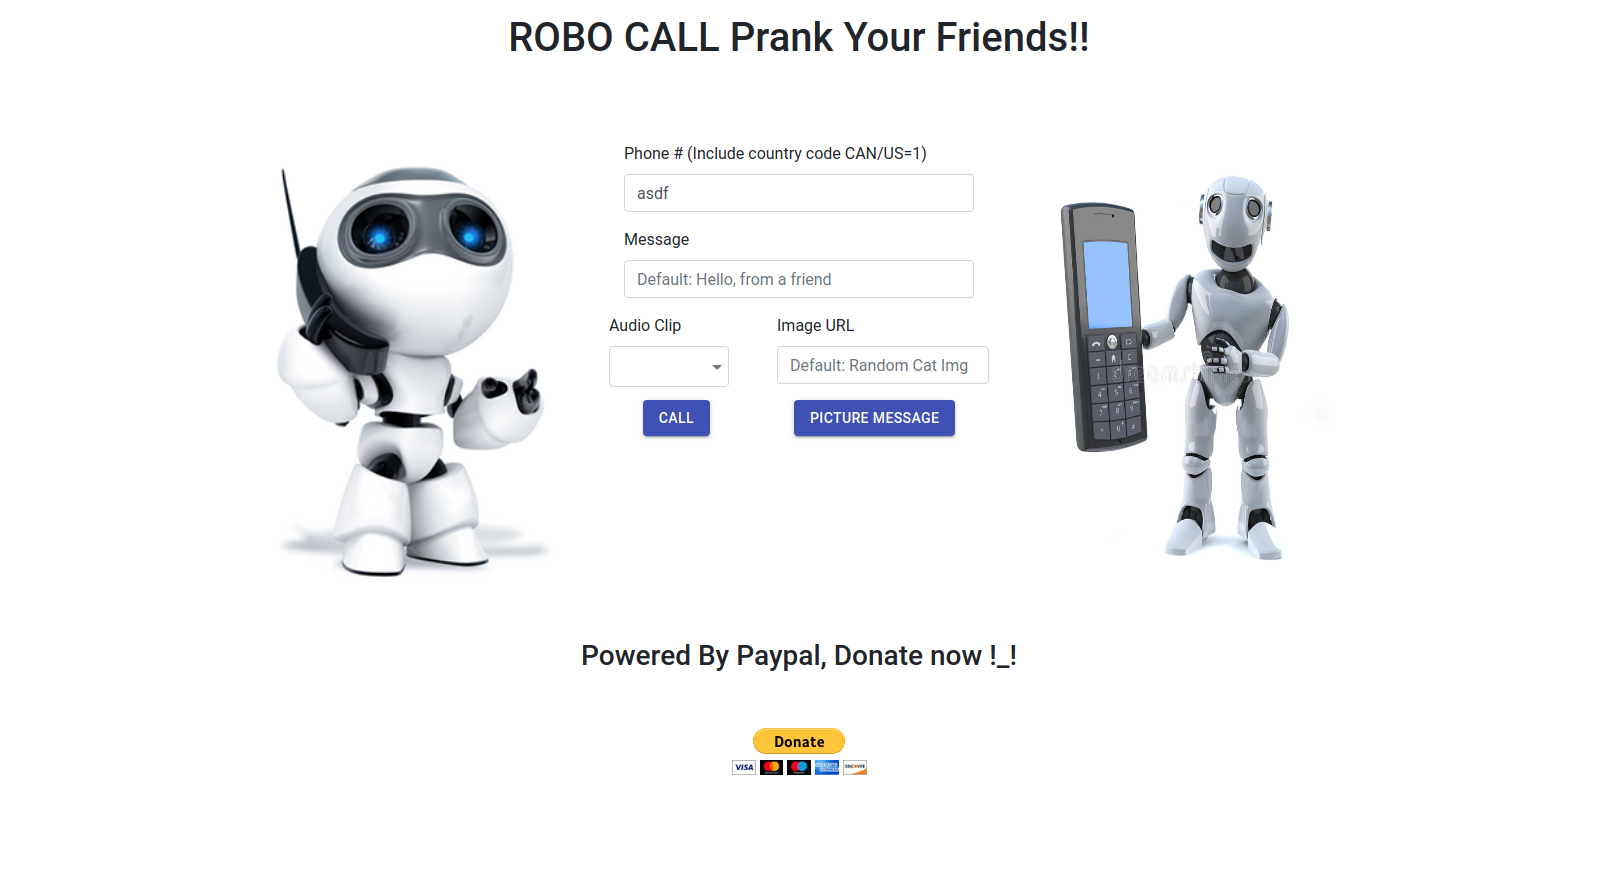 ROBO CALL Prank Your Friends!!
Phone # (Include country code CAN/US=1)
asdf
Message
Default: Hello, from a friend
Audio Clip
Image URL
Default: Random Cat Img
CALL
PICTURE MESSAGE
Powered By Paypal, Donate now !_!
Donate
VISA
DISCOVER